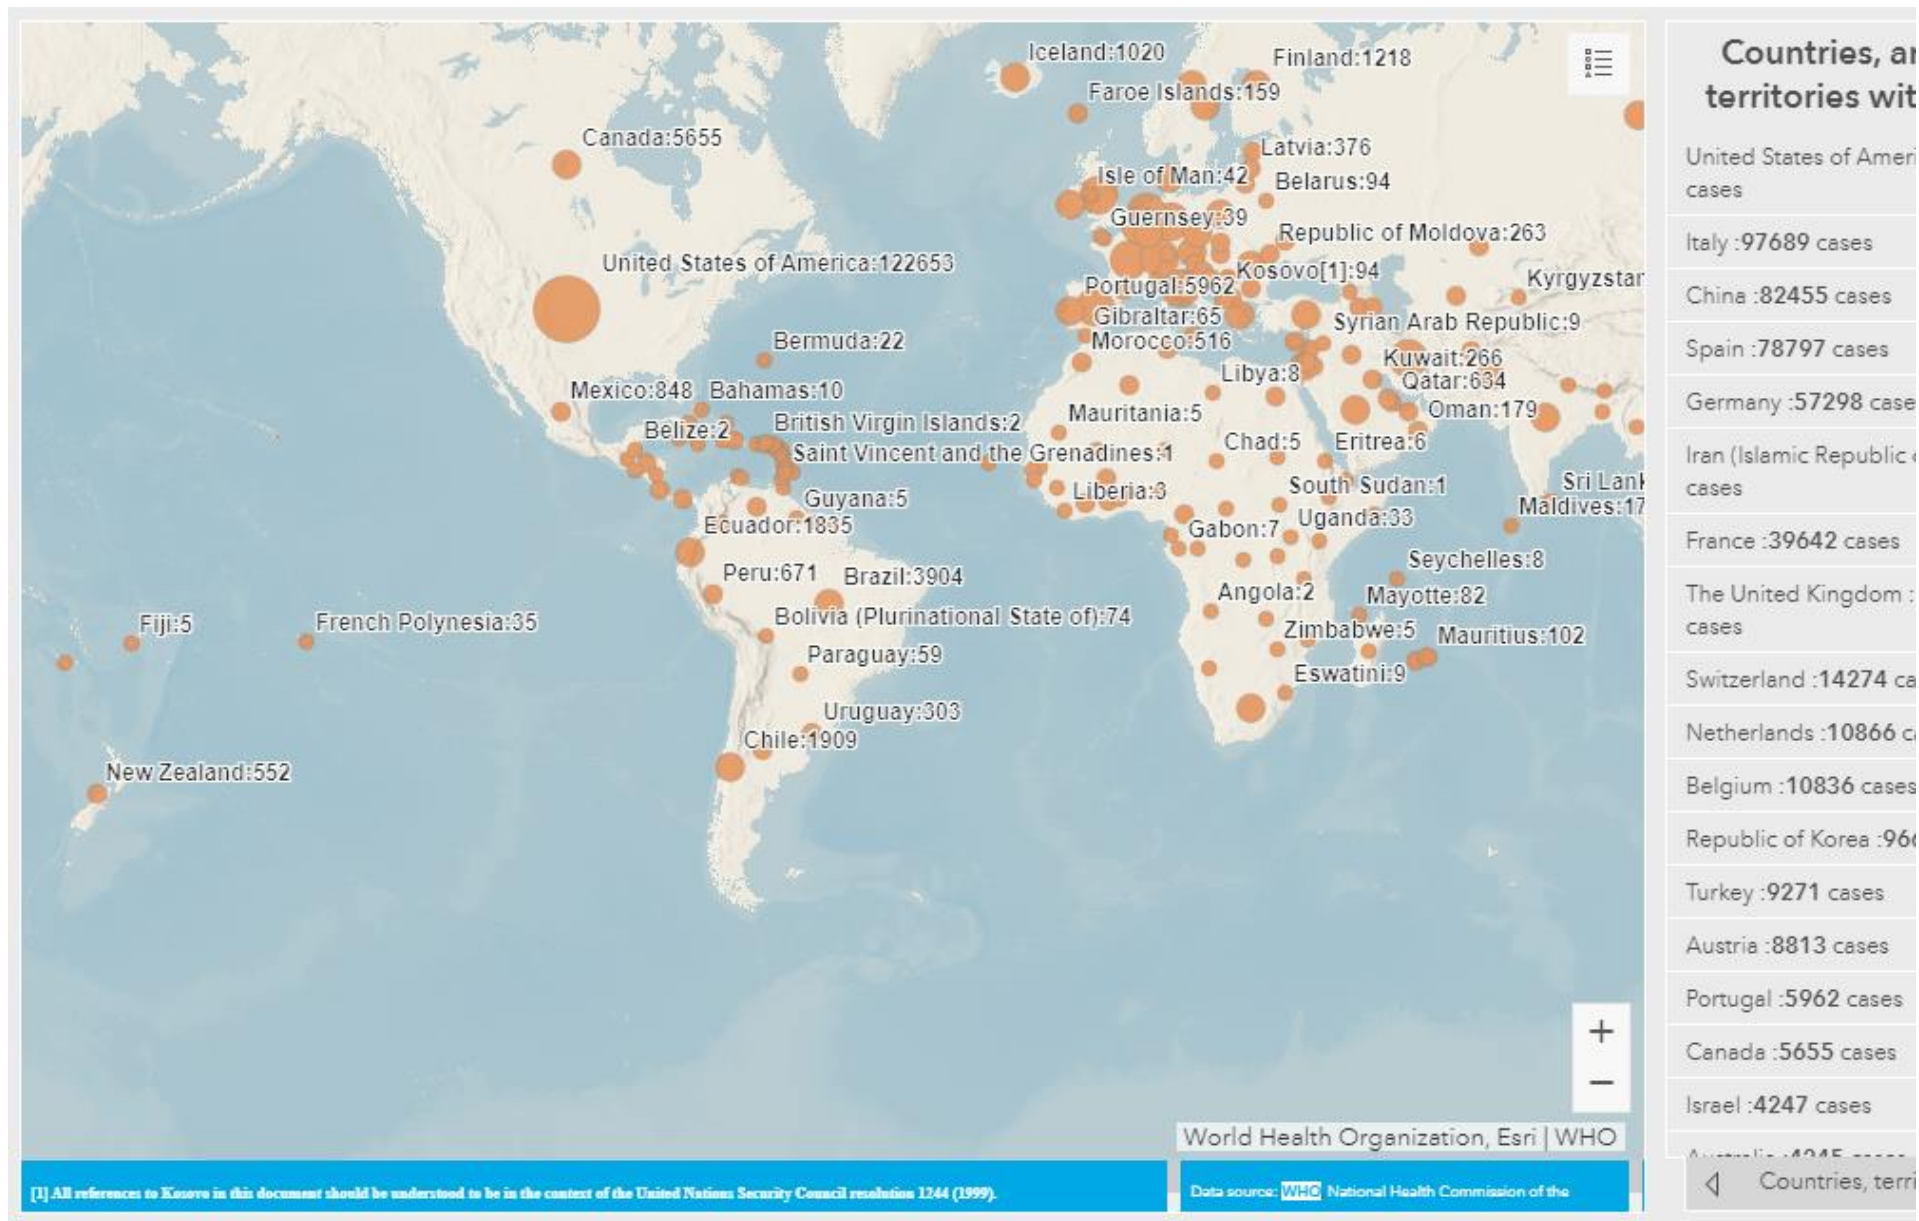 Iceland:1020
Finland:1218
Faroe Islands:159
Canada:5655
Latvia:376
Isle of Man:42
Belarus:94
Guernsey:39
Republic of Moldova:263
United States of America:122653
Kosovo[1]:94
Kyrgyzstan
Portugal:5962
Gibraltar:65
Syrian Arab Republic:9
Bermuda:22
Morocco:516
Kuwait:266
Libya:8
Qatar:634
Mexico:848
Bahamas:10
Mauritania:5
Oman:179
British Virgin Islands:2
Belize:2
Chad:5
Eritrea:6
Saint Vincent and the Grenadines:1
Liberia:3
South Sudan:1
Sri Lank
Guyana:5
Maldives:17
Ecuador:1835
Gabon:7
Uganda:33
Seychelles:8
Peru:671
Brazil:3904
Angola:2
Mayotte:82
Fiji:5
French Polynesia:35
Bolivia (Plurinational State of):74
Zimbabwe:5
Mauritius:102
Paraguay:59
Eswatini:9
Uruguay:303
Chile:1909
New Zealand:552
+
−
World Health Organization, Esri | WHO
[1] All references to Kosovo in this document should be understood to be in the context of the United Nations Security Council resolution 1244 (1999).
Data source: WHO, National Health Commission of the
Countries, ar
territories wit
United States of Ameri
cases
Italy :97689 cases
China :82455 cases
Spain :78797 cases
Germany :57298 case
Iran (Islamic Republic
cases
France :39642 cases
The United Kingdom :
cases
Switzerland :14274 ca
Netherlands :10866 ca
Belgium :10836 cases
Republic of Korea :966
Turkey :9271 cases
Austria :8813 cases
Portugal :5962 cases
Canada :5655 cases
Israel :4247 cases
Countries, terri